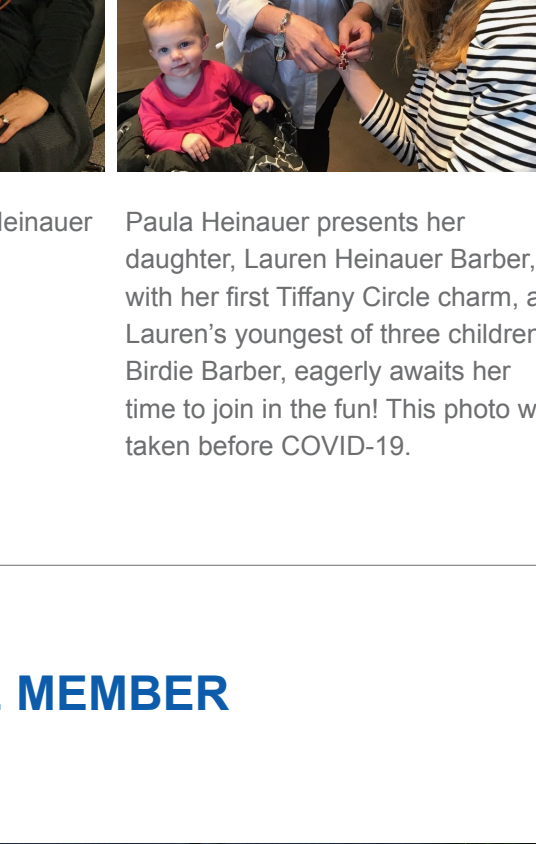 Paula Heinauer presents her
daughter, Lauren Heinauer Barber,
with her first Tiffany Circle charm,
Lauren’s youngest of three children
Birdie Barber, eagerly awaits her
time to join in the fun! This photo
taken before COVID-19.
MEMBER